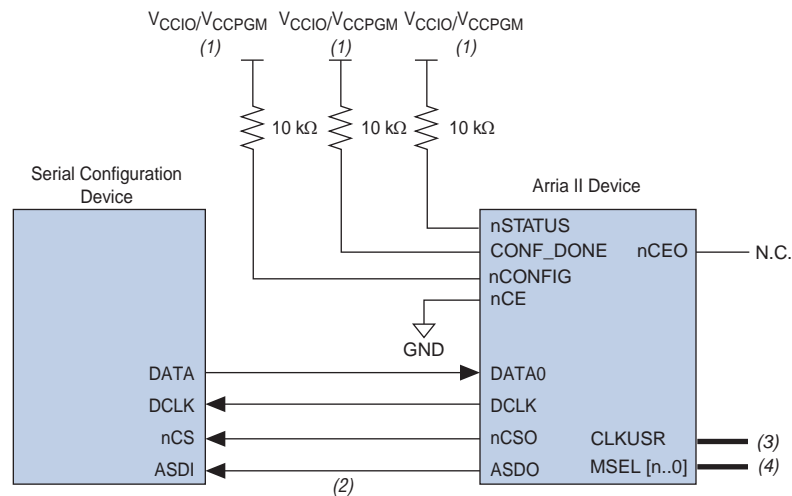 VCCIO/VCCPGM VCCIO/VCCPGM VCCIO/VCCPGM
(1) (1) (1)
10 kΩ 10 kΩ 10 kΩ
Serial Configuration
Device
Arria II Device
nSTATUS
CONF_DONE nCEO N.C.
nCONFIG
nCE
GND
DATA DATA0
DCLK DCLK
nCS nCSO CLKUSR (3)
ASDI (2) ASDO MSEL [n..0] (4)